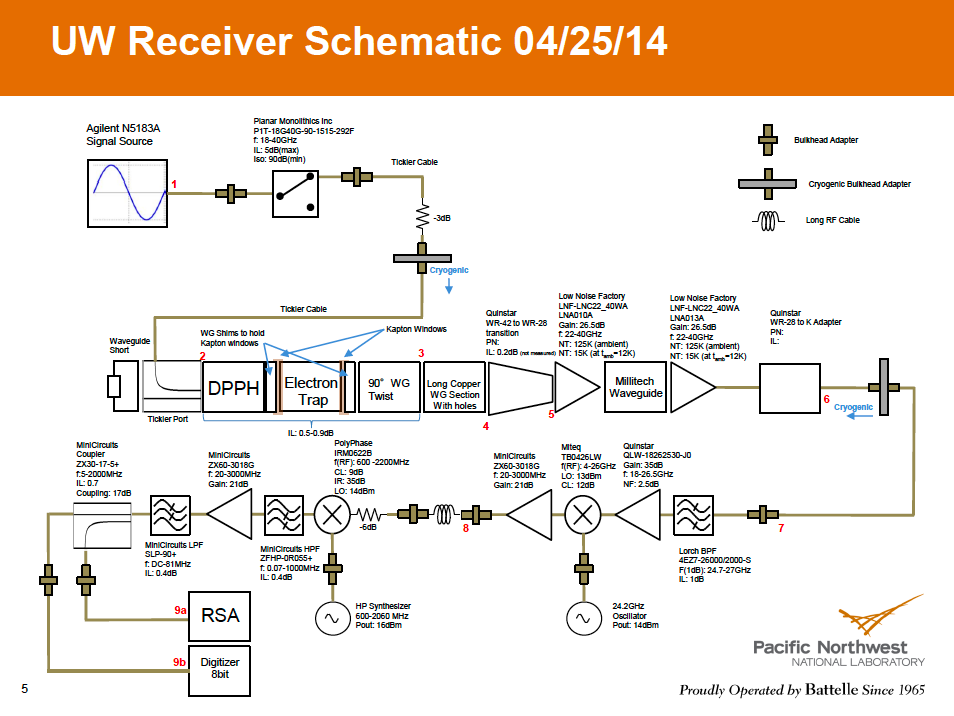 UW Receiver Schematic 04/25/14
Agilent N5183A
Signal Source
1
Planar Monolithics Inc
P1T-18G40G-90-1515-292F
f: 18-40GHz
IL: 5dB(max)
Iso: 90dB(min)
Tickler Cable
-3dB
Cryogenic
Bulkhead Adapter
Cryogenic Bulkhead Adapter
Long RF Cable
Tickler Cable
Waveguide
Short
Tickler Port
2
WG Shims to hold
Kapton windows
Kapton Windows
DPPH
Electron
Trap
90° WG
Twist
IL: 0.5-0.9dB
3
Long Copper
WG Section
With holes
4
Quinstar
WR-42 to WR-28
transition
PN:
IL: 0.2dB (not measured)
5
Low Noise Factory
LNF-LNC22_40WA
LNA010A
Gain: 26.5dB
f: 22-40GHz
NT: 125K (ambient)
NT: 15K (at tamb=12K)
Millitech
Waveguide
Low Noise Factory
LNF-LNC22_40WA
LNA013A
Gain: 26.5dB
f: 22-40GHz
NT: 125K (ambient)
NT: 15K (at tamb=12K)
Quinstar
WR-28 to K Adapter
PN:
IL:
6
Cryogenic
MiniCircuits
Coupler
ZX30-17-5+
f:5-2000MHz
IL: 0.7
Coupling: 17dB
MiniCircuits
ZX60-3018G
f: 20-3000MHz
Gain: 21dB
PolyPhase
IRM0622B
f(RF): 600 -2200MHz
CL: 9dB
IR: 35dB
LO: 14dBm
-6dB
8
MiniCircuits
ZX60-3018G
f: 20-3000MHz
Gain: 21dB
Miteq
TB0426LW
f(RF): 4-26GHz
LO: 13dBm
CL: 12dB
Quinstar
QLW-18262530-J0
Gain: 35dB
f: 18-26.5GHz
NF: 2.5dB
7
MiniCircuits LPF
SLP-90+
f: DC-81MHz
IL: 0.4dB
MiniCircuits HPF
ZFHP-0R055+
f: 0.07-1000MHz
IL: 0.4dB
Lorch BPF
4EZ7-26000/2000-S
F(1dB): 24.7-27GHz
IL: 1dB
9a
RSA
HP Synthesizer
600-2060 MHz
Pout: 16dBm
24.2GHz
Oscillator
Pout: 14dBm
9b
Digitizer
8bit
Pacific Northwest
NATIONAL LABORATORY
5
Proudly Operated by Battelle Since 1965